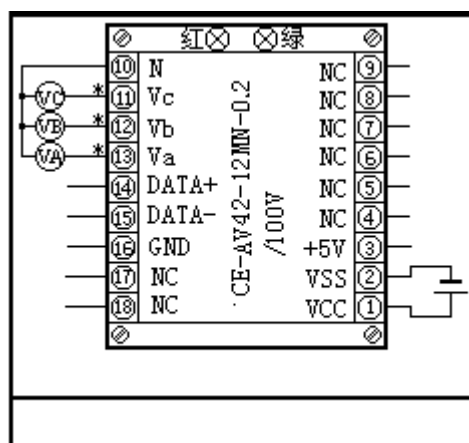 红 绿
⑩ N NC ⑨
VC * ⑪ Vc NC ⑧
VB * ⑫ Vb NC ⑦
VA * ⑬ Va NC ⑥
⑭ DATA+ NC ⑤
⑮ DATA- NC ④
⑯ GND +5V ③
⑰ NC VSS ②
⑱ NC VCC ①
CE-AV42-12MN-0.2
/100V